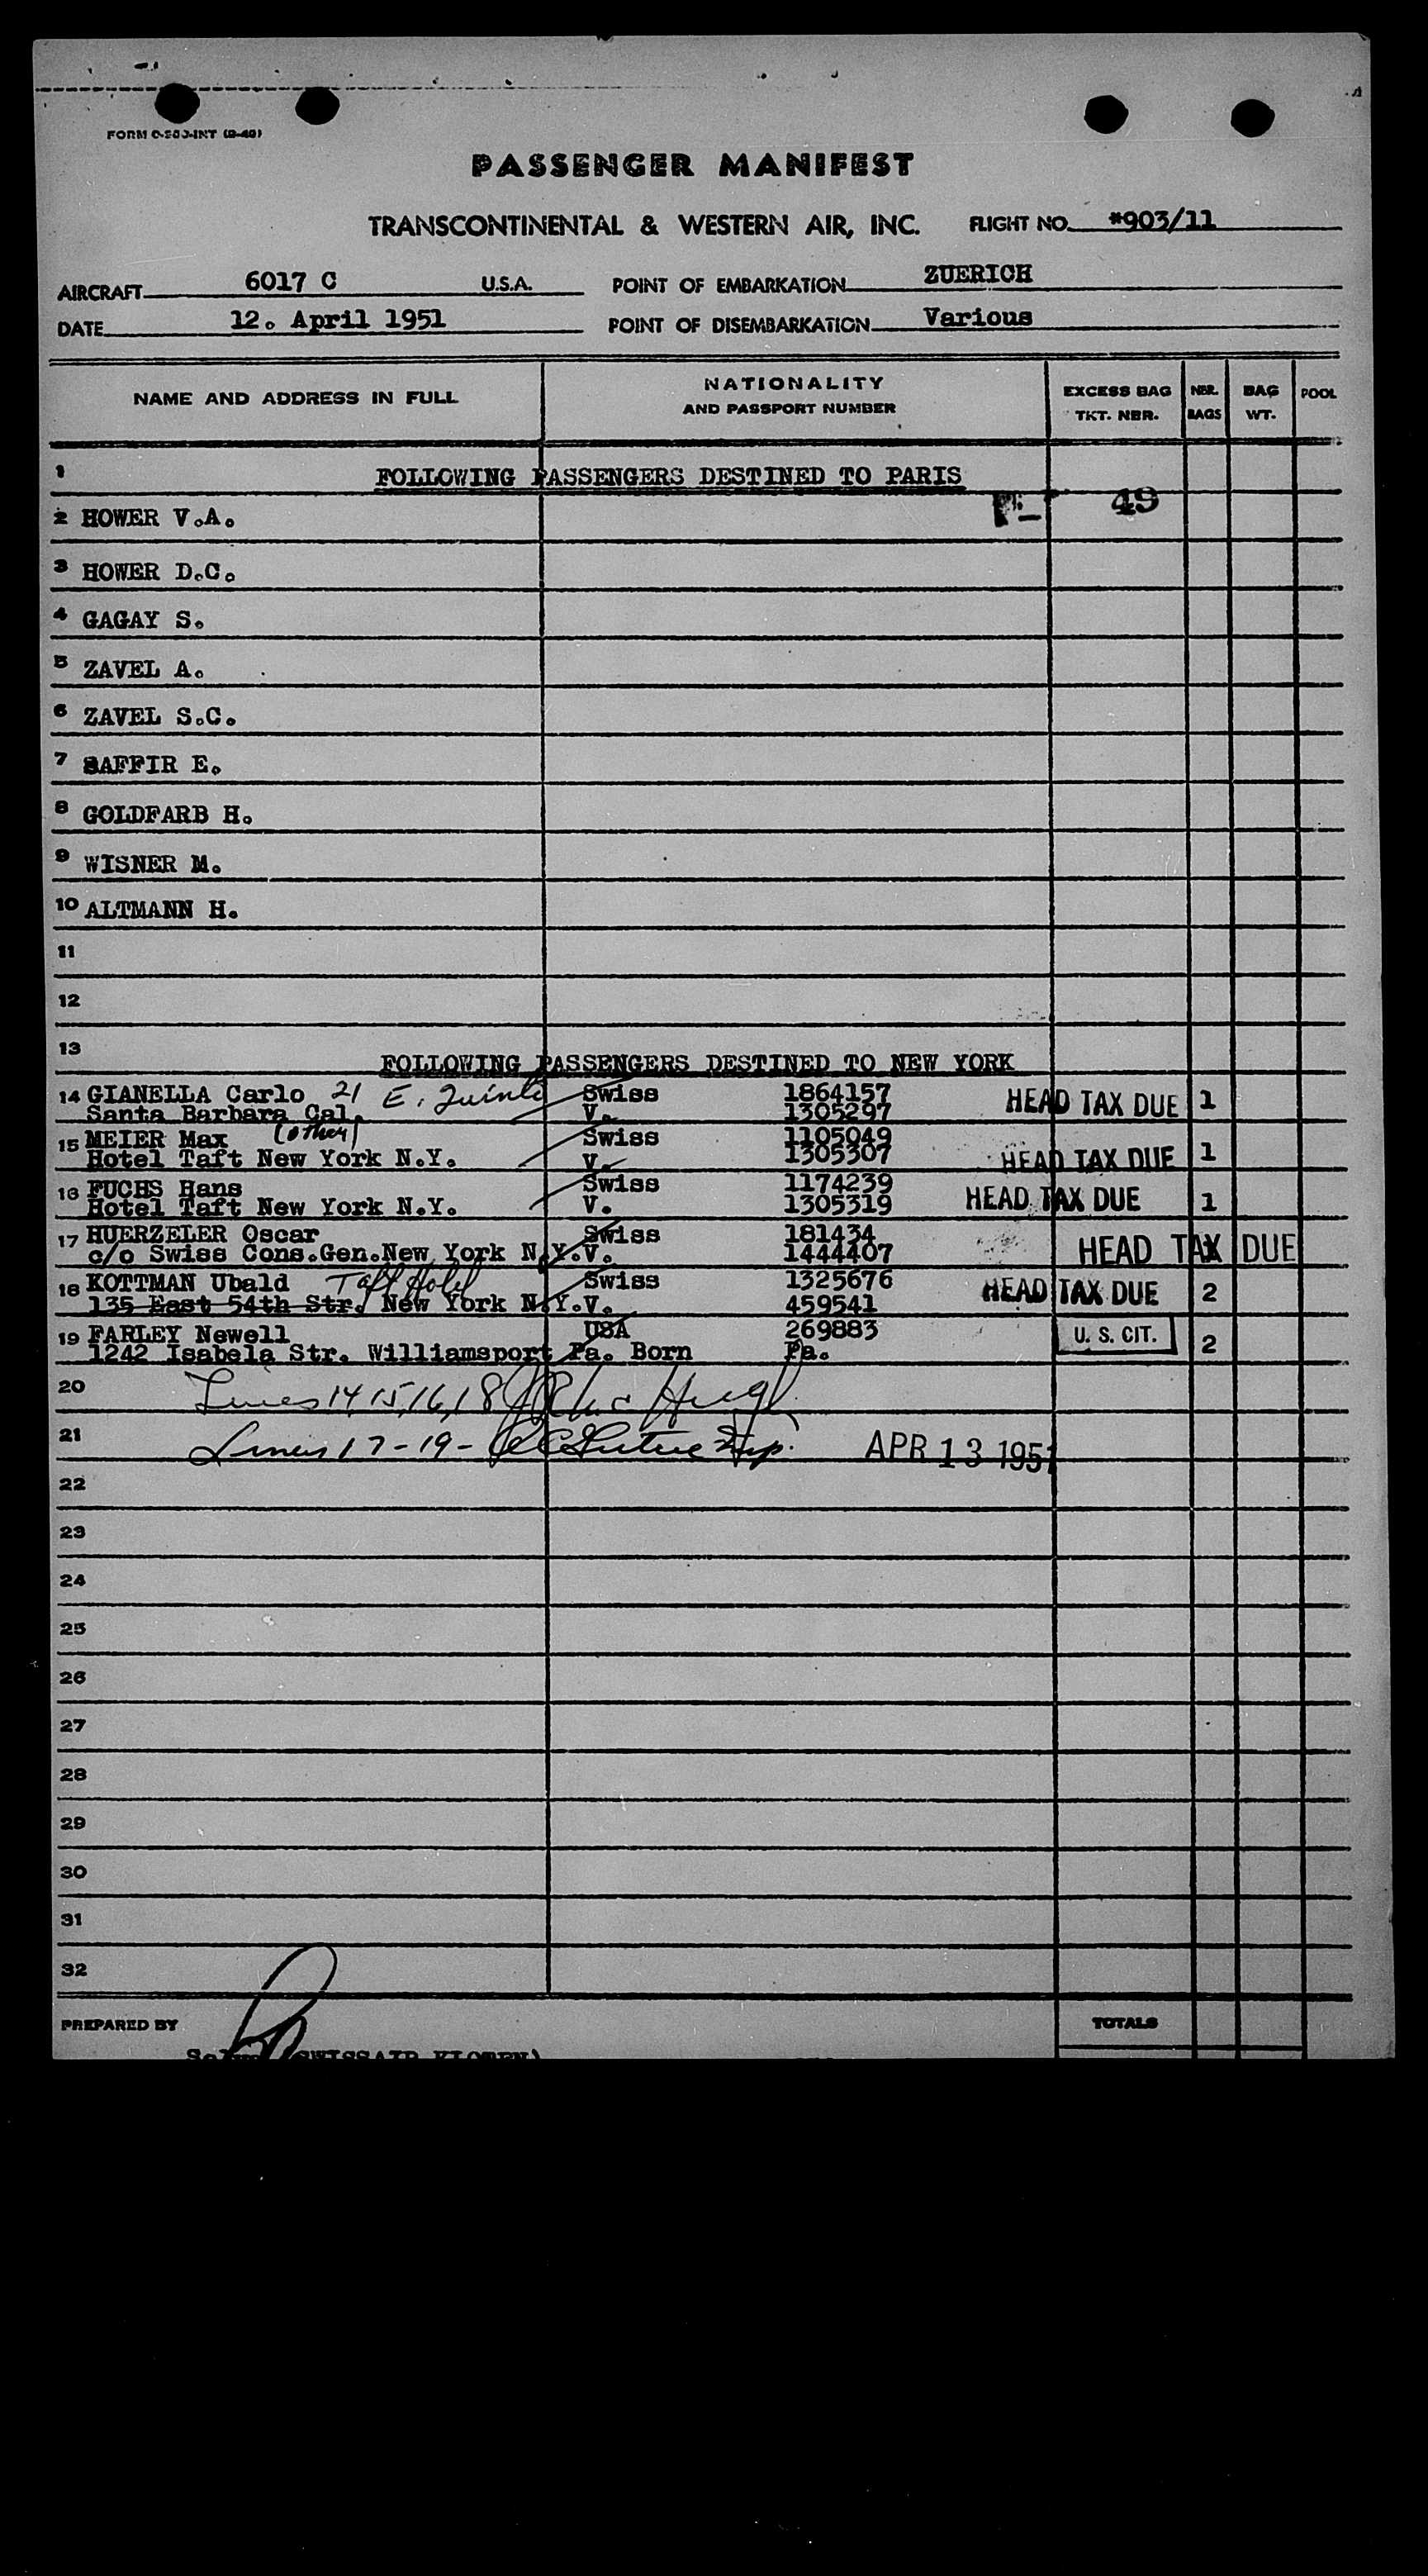 PASSENGER MANIFEST
TRANSCONTINENTAL & WESTERN AIR, INC. FLIGHT NO. *903/11
AIRCRAFT 6017 C U.S.A. POINT OF EMBARKATION ZUERICH
DATE 12. April 1951 POINT OF DISEMBARKATION Various
NAME AND ADDRESS IN FULL NATIONALITY AND PASSPORT NUMBER EXCESS BAG TKT. NBR. NBR. BAGS BAG WT. POOL
1 FOLLOWING PASSENGERS DESTINED TO PARIS
2 HOWER V.A. 49
3 HOWER D.C.
4 GAGAY S.
5 ZAVEL A.
6 ZAVEL S.C.
7 SAFFIR E.
8 GOLDFARB H.
9 WISNER M.
10 ALTMANN H.
11
12
13 FOLLOWING PASSENGERS DESTINED TO NEW YORK
14 GIANELLA Carlo 21 E. Swiss 1864157 HEAD TAX DUE 1
Santa Barbara Cal. V. 1305297
15 MEIER Max (other) Swiss 1105049 HEAD TAX DUE 1
Hotel Taft New York N.Y. V. 1305307
16 FUCHS Hans Swiss 1174239 HEAD TAX DUE 1
Hotel Taft New York N.Y. V. 1305319
17 HUERZELER Oscar Swiss 181434 HEAD TAX DUE
c/o Swiss Cons.Gen.New York N.Y.V. 1444407
18 KOTTMAN Ubald Taft Hotel Swiss 1325676 HEAD TAX DUE 2
135 East 54th Str. New York N.Y.V. 459541
19 FARLEY Newell USA 269883 U. S. CIT. 2
1242 Isabela Str. Williamsport Pa. Born Pa.
20 Lines 14 15, 16, 18
21 Lines 17-19- APR 13 1951
22
23
24
25
26
27
28
29
30
31
32
PREPARED BY TOTALS
(SWISSAIR KLOTEN)